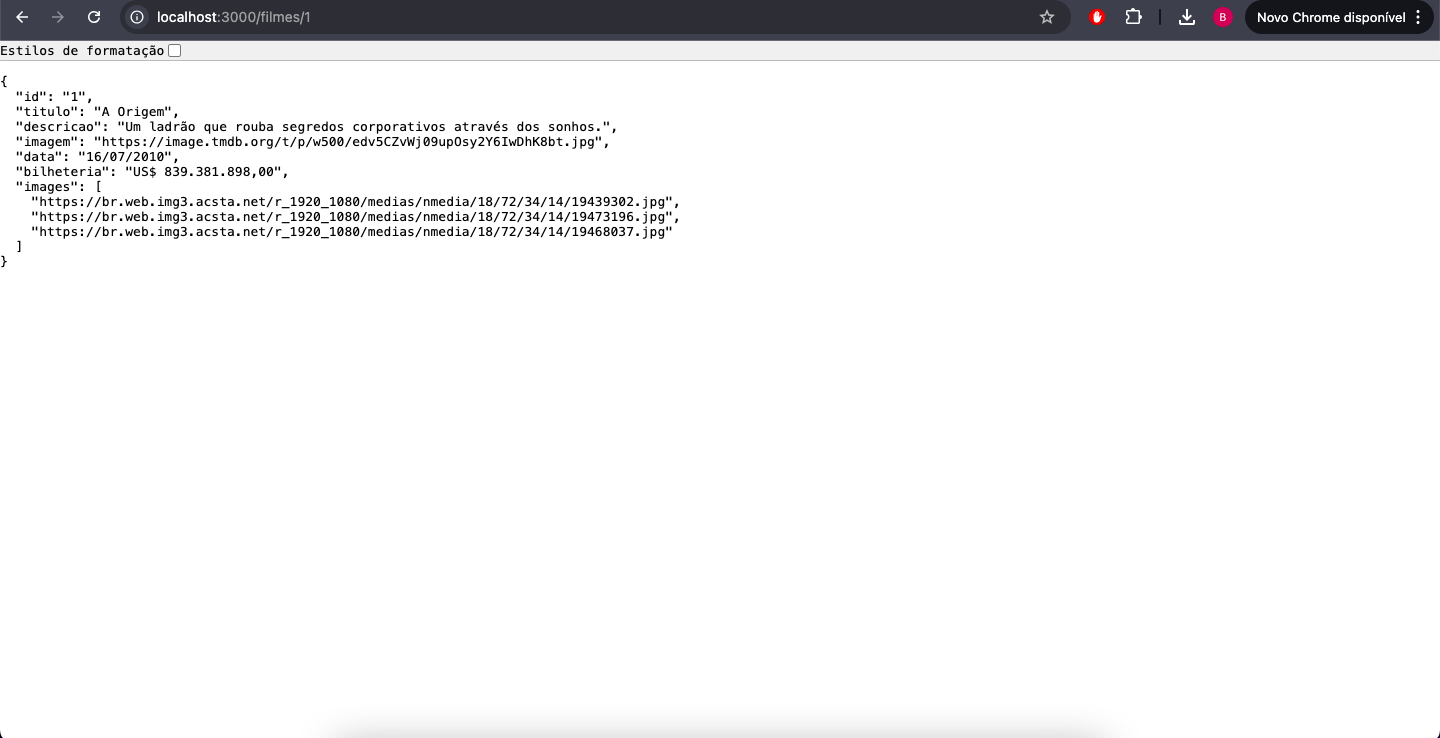 localhost:3000/filmes/1
B
Novo Chrome disponível
Estilos de formatação
{
"id": "1",
"titulo": "A Origem",
"descricao": "Um ladrão que rouba segredos corporativos através dos sonhos.",
"imagem": "https://image.tmdb.org/t/p/w500/edv5CZvWj09upOsy2Y6IwDhK8bt.jpg",
"data": "16/07/2010",
"bilheteria": "US$ 839.381.898,00",
"images": [
"https://br.web.img3.acsta.net/r_1920_1080/medias/nmedia/18/72/34/14/19439302.jpg",
"https://br.web.img3.acsta.net/r_1920_1080/medias/nmedia/18/72/34/14/19473196.jpg",
"https://br.web.img3.acsta.net/r_1920_1080/medias/nmedia/18/72/34/14/19468037.jpg"
]
}